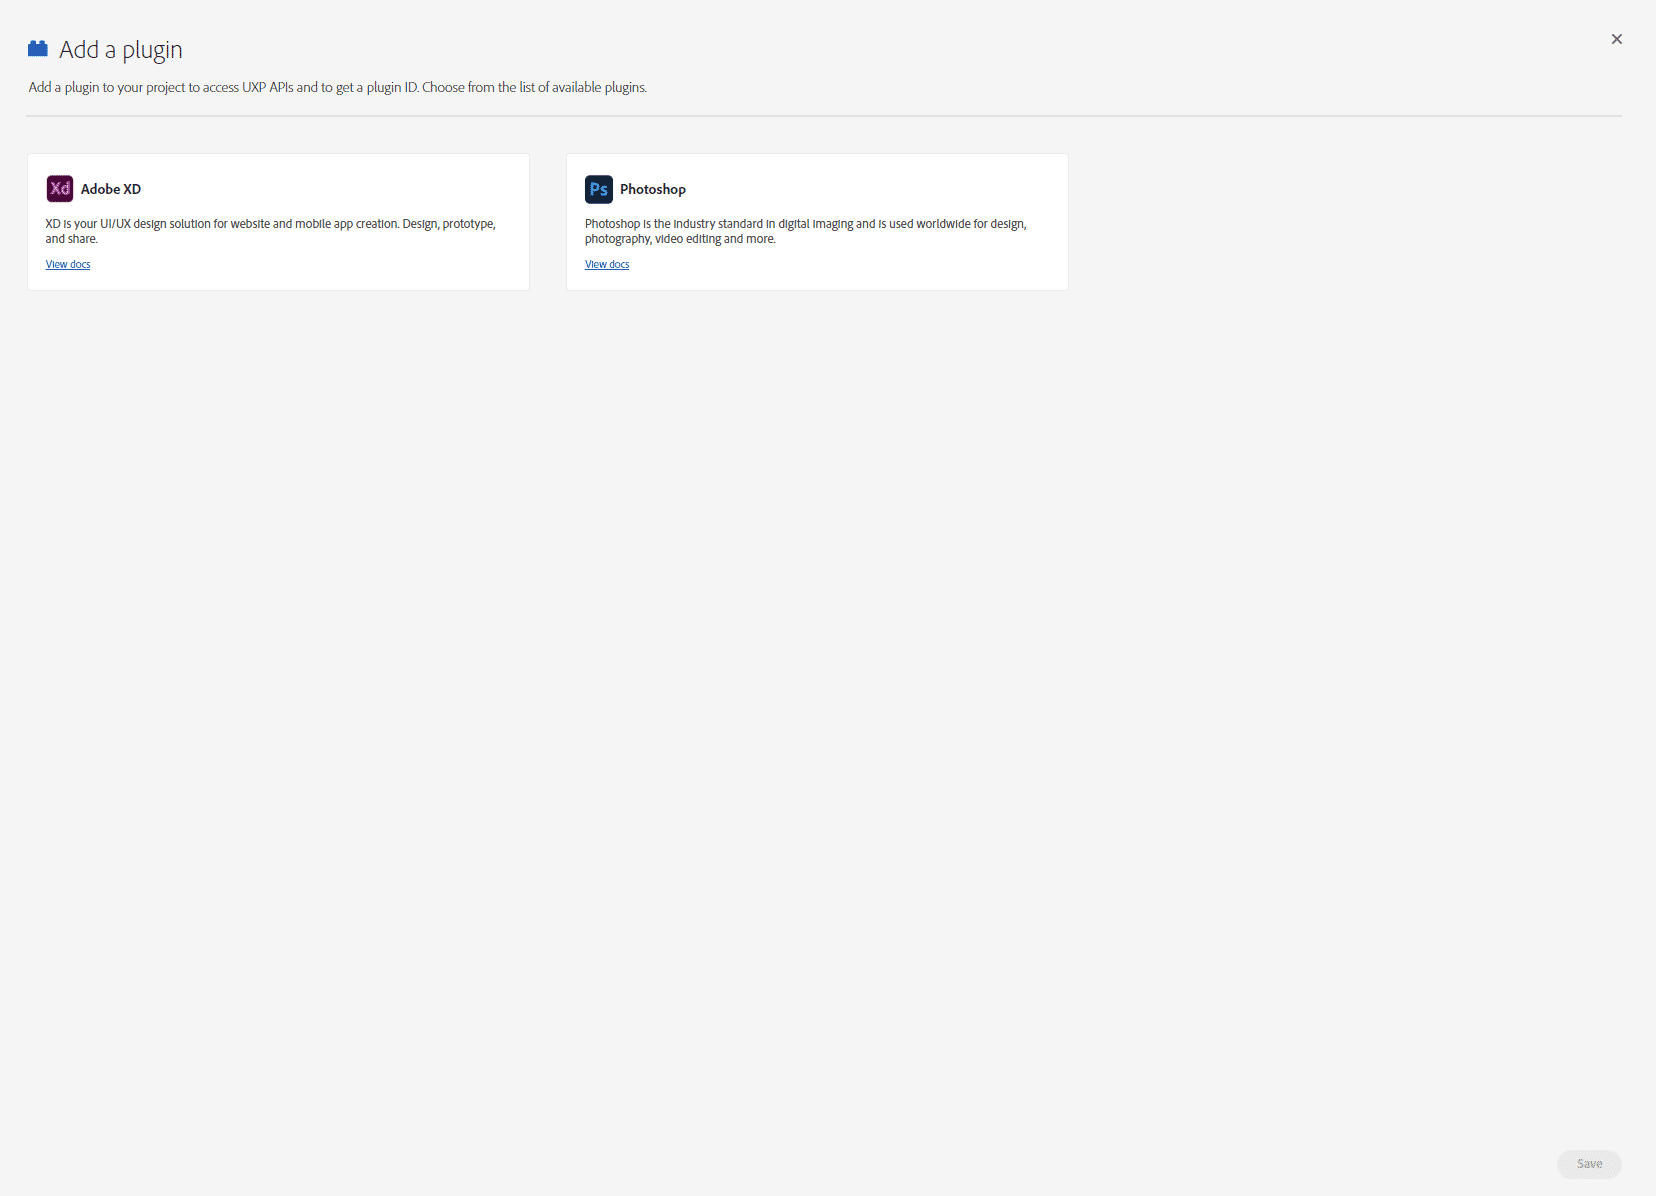 Add a plugin
Add a plugin to your project to access UXP APIs and to get a plugin ID. Choose from the list of available plugins.
Xd Adobe XD
XD is your UI/UX design solution for website and mobile app creation. Design, prototype,
and share.
View docs
Ps Photoshop
Photoshop is the industry standard in digital imaging and is used worldwide for design,
photography, video editing and more.
View docs
Save